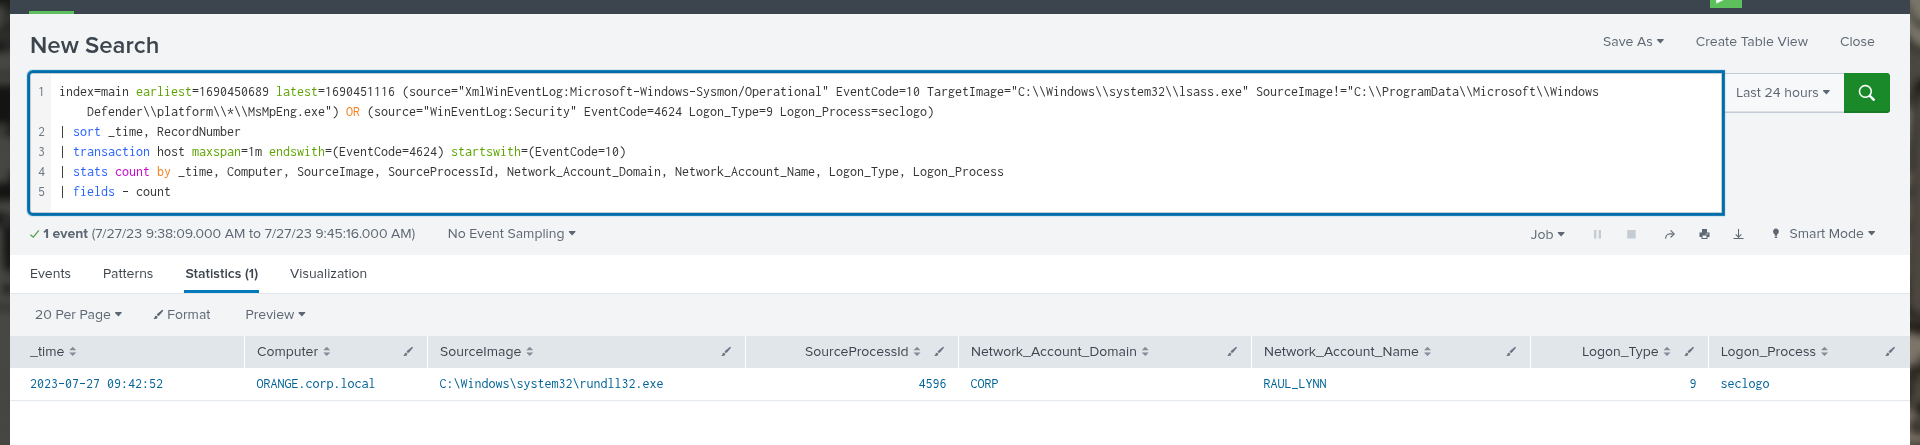 New Search
Save As
Create Table View
Close
1 index=main earliest=1690450689 latest=1690451116 (source="XmlWinEventLog:Microsoft-Windows-Sysmon/Operational" EventCode=10 TargetImage="C:\\Windows\\system32\\lsass.exe" SourceImage!="C:\\ProgramData\\Microsoft\\Windows
Defender\\platform\\*\\MsMpEng.exe") OR (source="WinEventLog:Security" EventCode=4624 Logon_Type=9 Logon_Process=seclogo)
2 | sort _time, RecordNumber
3 | transaction host maxspan=1m endswith=(EventCode=4624) startswith=(EventCode=10)
4 | stats count by _time, Computer, SourceImage, SourceProcessId, Network_Account_Domain, Network_Account_Name, Logon_Type, Logon_Process
5 | fields - count
Last 24 hours
1 event (7/27/23 9:38:09.000 AM to 7/27/23 9:45:16.000 AM)
No Event Sampling
Job
Smart Mode
Events
Patterns
Statistics (1)
Visualization
20 Per Page
Format
Preview
_time Computer SourceImage SourceProcessId Network_Account_Domain Network_Account_Name Logon_Type Logon_Process
2023-07-27 09:42:52 ORANGE.corp.local C:\Windows\system32\rundll32.exe 4596 CORP RAUL_LYNN 9 seclogo